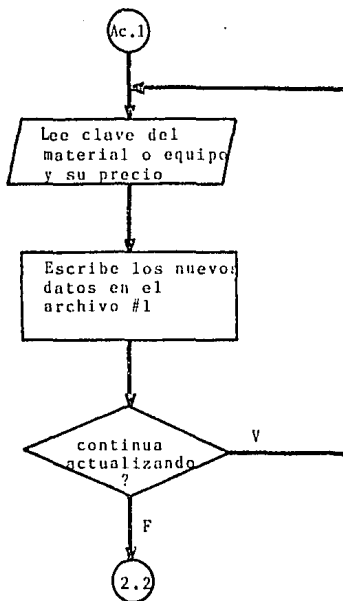 Ac.1
Lee clave del
material o equipo
y su precio
Escribe los nuevos
datos en el
archivo #1
continua
actualizando
?
V
F
2.2